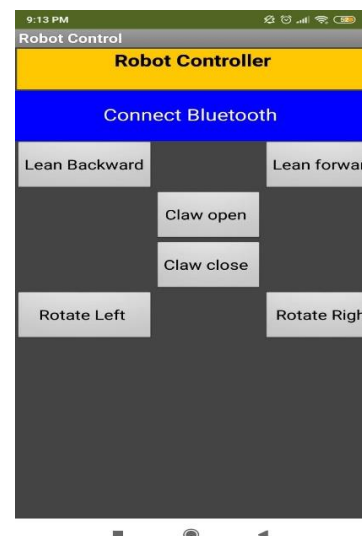 9:13 PM
Robot Control
Robot Controller
Connect Bluetooth
Lean Backward
Lean forwar
Claw open
Claw close
Rotate Left
Rotate Righ